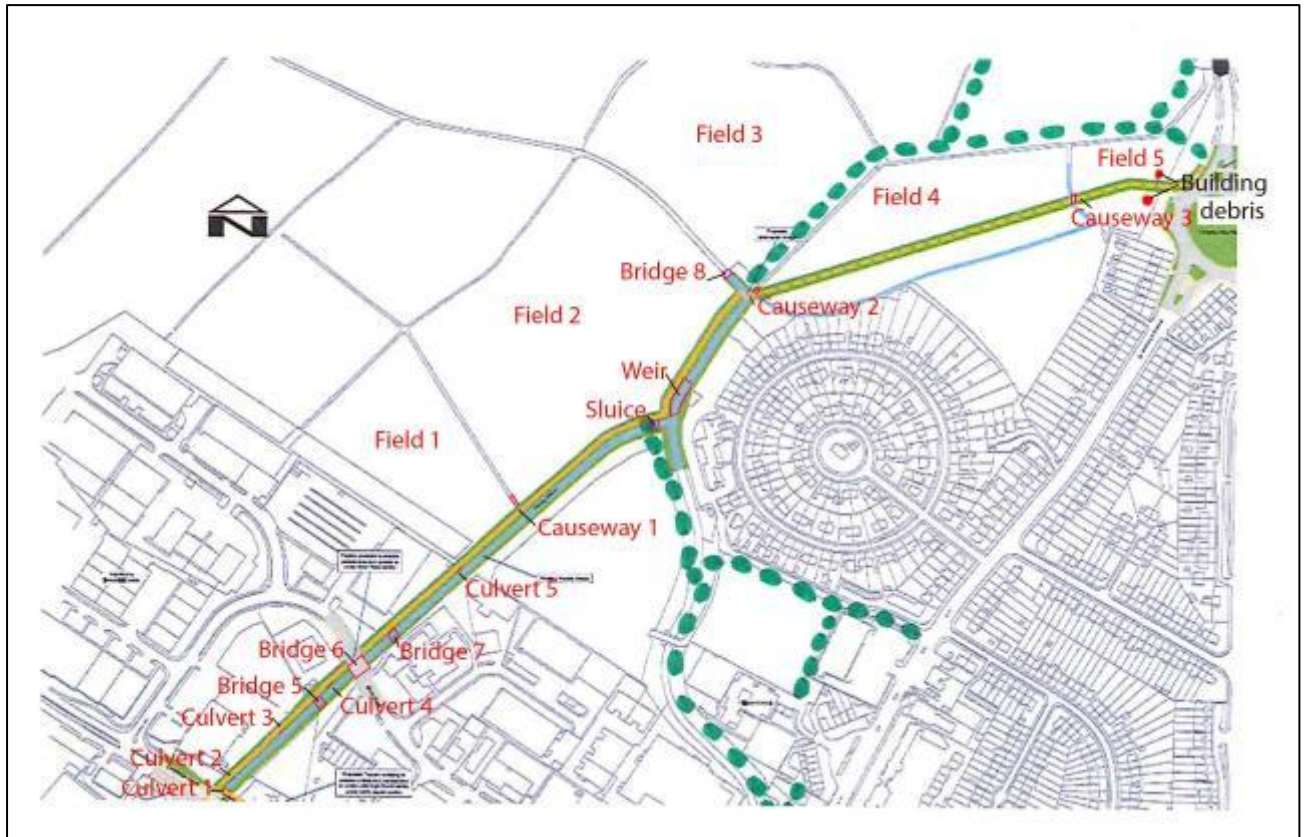 Field 3
Field 5
Building
debris
Field 4
Causeway 3
Bridge 8
Causeway 2
Field 2
Weir
Sluice
Field 1
Causeway 1
Culvert 5
Bridge 6
Bridge 7
Bridge 5
Culvert 4
Culvert 3
Culvert 2
Culvert 1
N